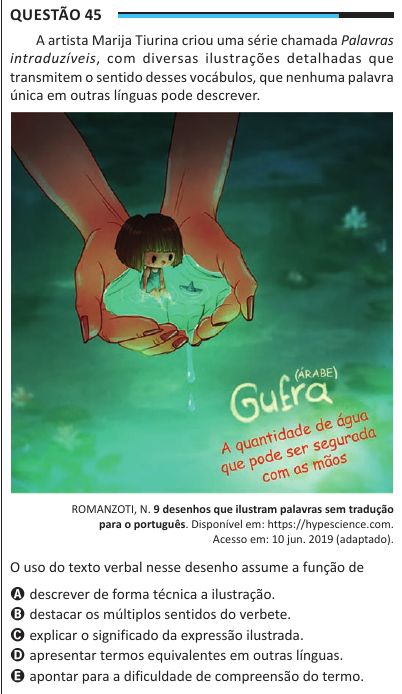 QUESTÃO 45
A artista Marija Tiurina criou uma série chamada Palavras
intraduzíveis, com diversas ilustrações detalhadas que
transmitem o sentido desses vocábulos, que nenhuma palavra
única em outras línguas pode descrever.
(ÁRABE)
Gufra
A quantidade de água
que pode ser segurada
com as mãos
ROMANZOTI, N. 9 desenhos que ilustram palavras sem tradução
para o português. Disponível em: https://hypescience.com.
Acesso em: 10 jun. 2019 (adaptado).
O uso do texto verbal nesse desenho assume a função de
A descrever de forma técnica a ilustração.
B destacar os múltiplos sentidos do verbete.
C explicar o significado da expressão ilustrada.
D apresentar termos equivalentes em outras línguas.
E apontar para a dificuldade de compreensão do termo.